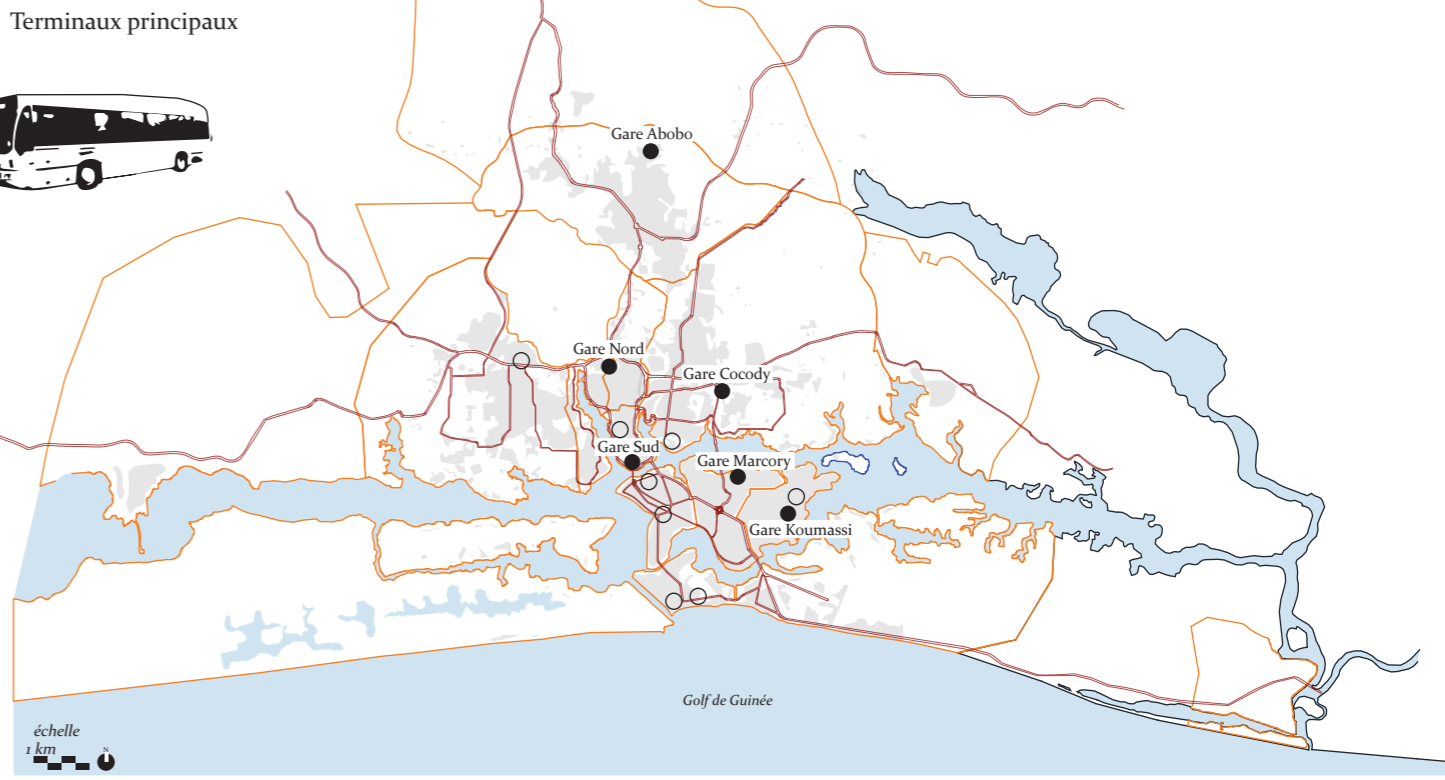 Terminaux principaux
Gare Abobo
Gare Nord
Gare Cocody
Gare Sud
Gare Marcory
Gare Koumassi
Golf de Guinée
échelle
1 km
N